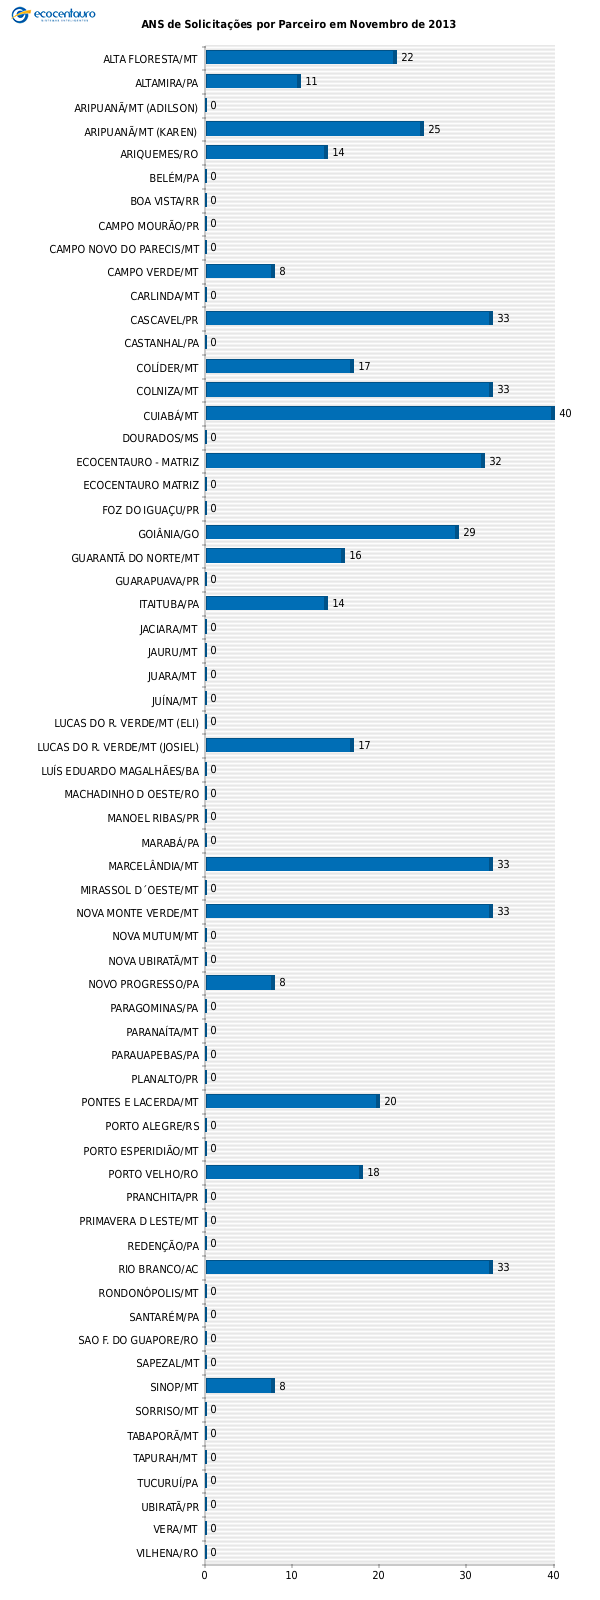 ecocentauro
ANS de Solicitações por Parceiro em Novembro de 2013
ALTA FLORESTA/MT 22
ALTAMIRA/PA 11
ARIPUANÃ/MT (ADILSON) 0
ARIPUANÃ/MT (KAREN) 25
ARIQUEMES/RO 14
BELÉM/PA 0
BOA VISTA/RR 0
CAMPO MOURÃO/PR 0
CAMPO NOVO DO PARECIS/MT 0
CAMPO VERDE/MT 8
CARLINDA/MT 0
CASCAVEL/PR 33
CASTANHAL/PA 0
COLÍDER/MT 17
COLNIZA/MT 33
CUIABÁ/MT 40
DOURADOS/MS 0
ECOCENTAURO - MATRIZ 32
ECOCENTAURO MATRIZ 0
FOZ DO IGUAÇU/PR 0
GOIÂNIA/GO 29
GUARANTÃ DO NORTE/MT 16
GUARAPUAVA/PR 0
ITAITUBA/PA 14
JACIARA/MT 0
JAURU/MT 0
JUARA/MT 0
JUÍNA/MT 0
LUCAS DO R. VERDE/MT (ELI) 0
LUCAS DO R. VERDE/MT (JOSIEL) 17
LUÍS EDUARDO MAGALHÃES/BA 0
MACHADINHO D OESTE/RO 0
MANOEL RIBAS/PR 0
MARABÁ/PA 0
MARCELÂNDIA/MT 33
MIRASSOL D´OESTE/MT 0
NOVA MONTE VERDE/MT 33
NOVA MUTUM/MT 0
NOVA UBIRATÃ/MT 0
NOVO PROGRESSO/PA 8
PARAGOMINAS/PA 0
PARANAÍTA/MT 0
PARAUAPEBAS/PA 0
PLANALTO/PR 0
PONTES E LACERDA/MT 20
PORTO ALEGRE/RS 0
PORTO ESPERIDIÃO/MT 0
PORTO VELHO/RO 18
PRANCHITA/PR 0
PRIMAVERA D LESTE/MT 0
REDENÇÃO/PA 0
RIO BRANCO/AC 33
RONDONÓPOLIS/MT 0
SANTARÉM/PA 0
SAO F. DO GUAPORE/RO 0
SAPEZAL/MT 0
SINOP/MT 8
SORRISO/MT 0
TABAPORÃ/MT 0
TAPURAH/MT 0
TUCURUÍ/PA 0
UBIRATÃ/PR 0
VERA/MT 0
VILHENA/RO 0
0 10 20 30 40